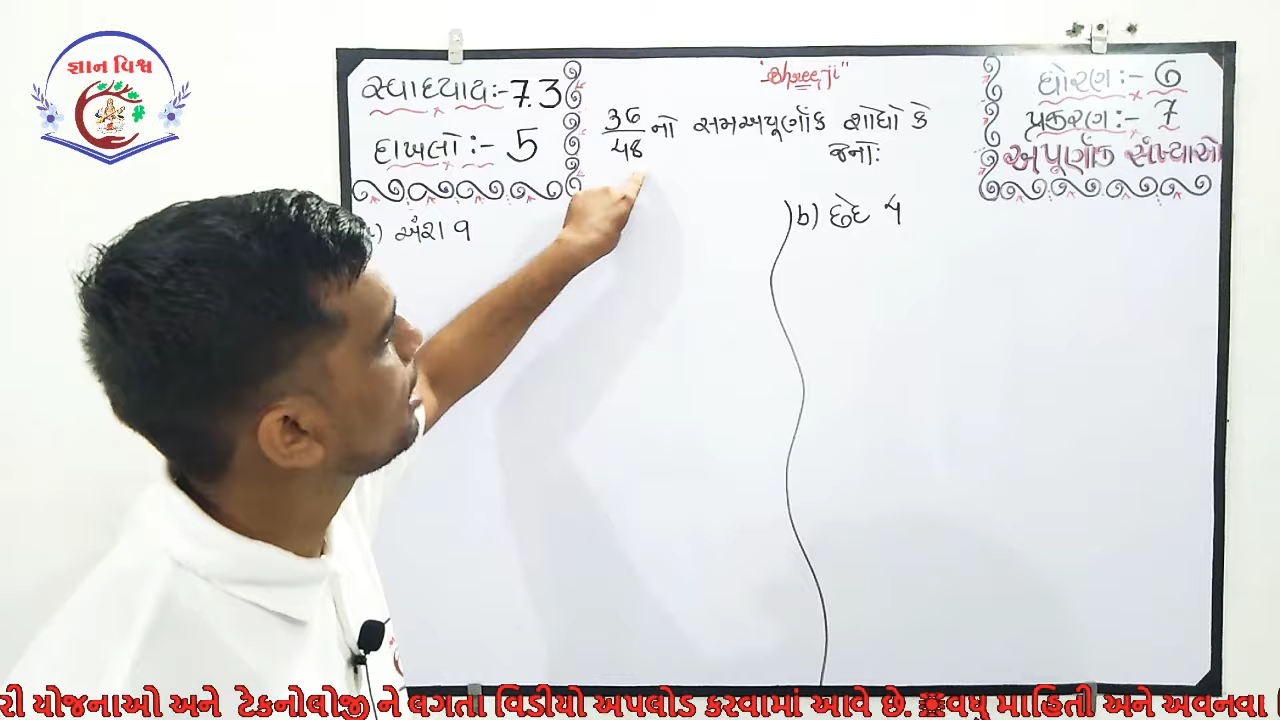 જ્ઞાન વિશ્વ
સ્વાધ્યાય:-7.3
દાખલો:- 5
"Shreeji"
36/48 નો સમઅપૂર્ણાંક શોધો કે
જેનો:
ધોરણ:- 6
પ્રકરણ:- 7
અપૂર્ણાંક સંખ્યાઓ
) અંશ 9
b) છેદ 4
રી યોજનાઓ અને ટેકનોલોજી ને લગતા વિડીયો અપલોડ કરવામાં આવે છે. વધુ માહિતી અને અવનવા